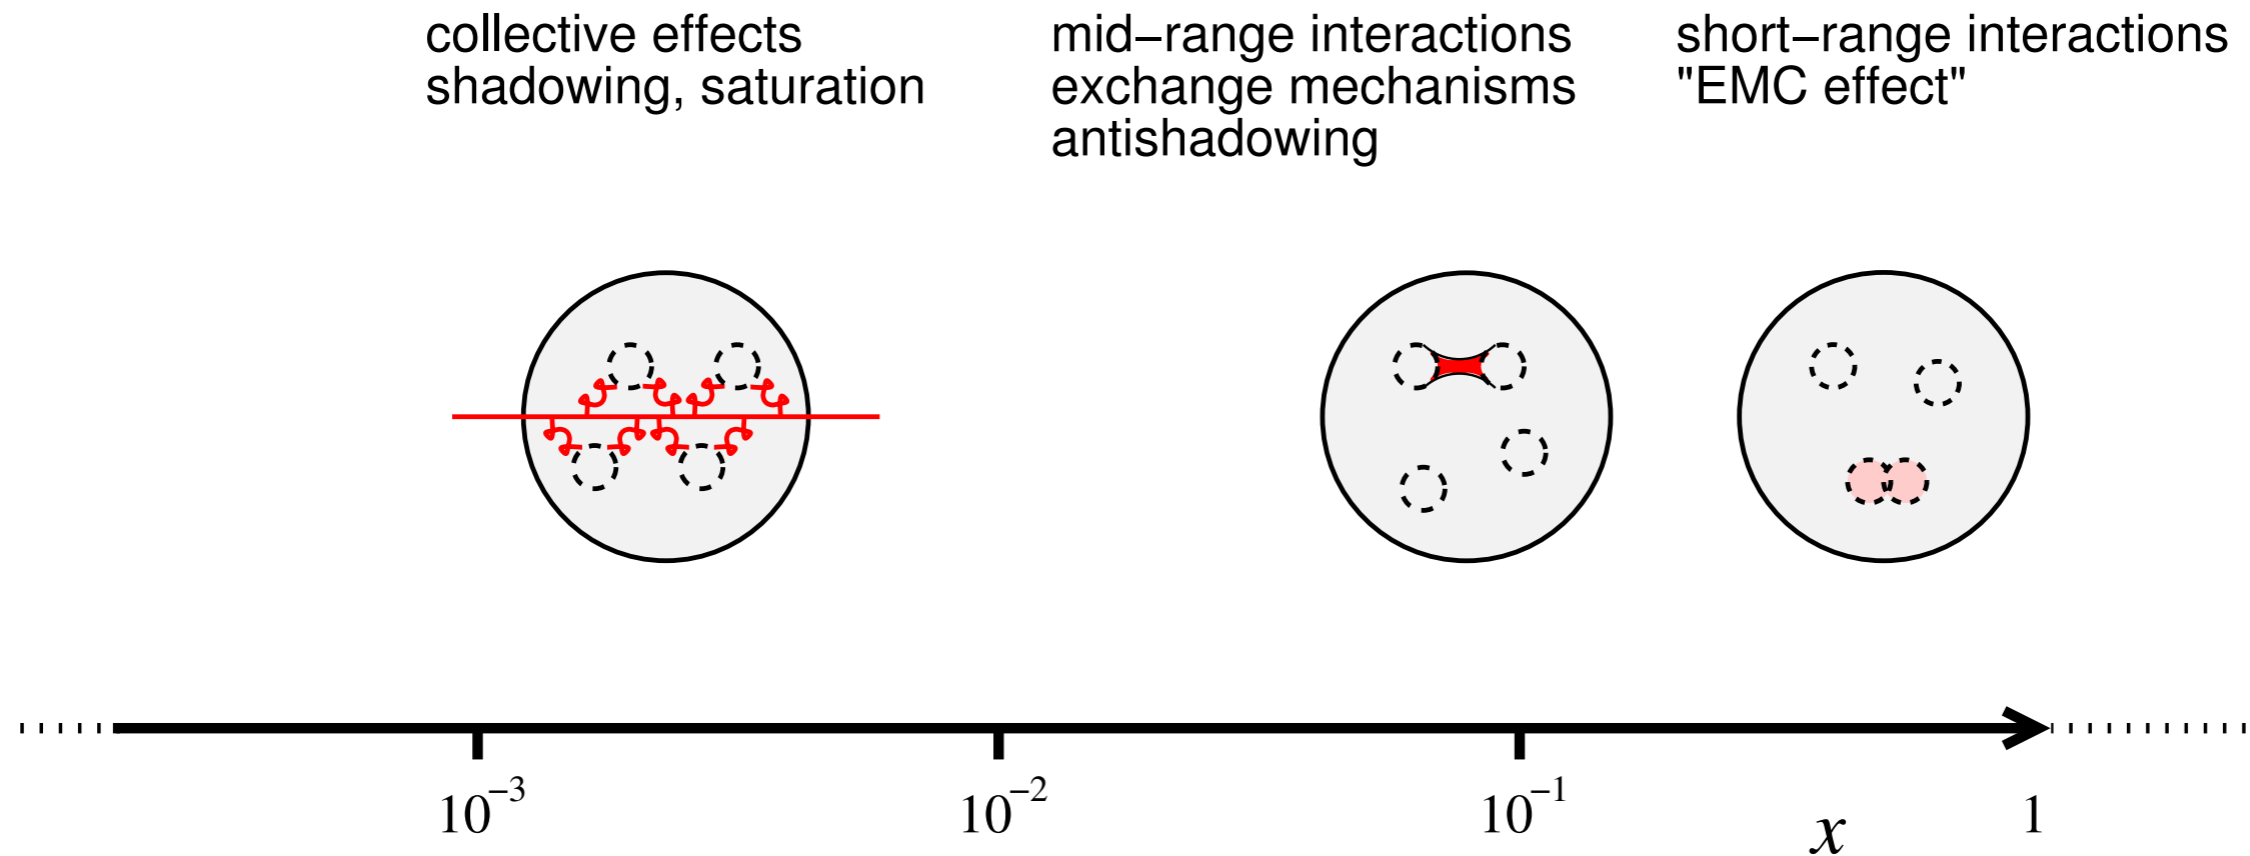 collective effects
shadowing, saturation
mid−range interactions
exchange mechanisms
antishadowing
short−range interactions
"EMC effect"
10⁻³
10⁻²
10⁻¹
x
1